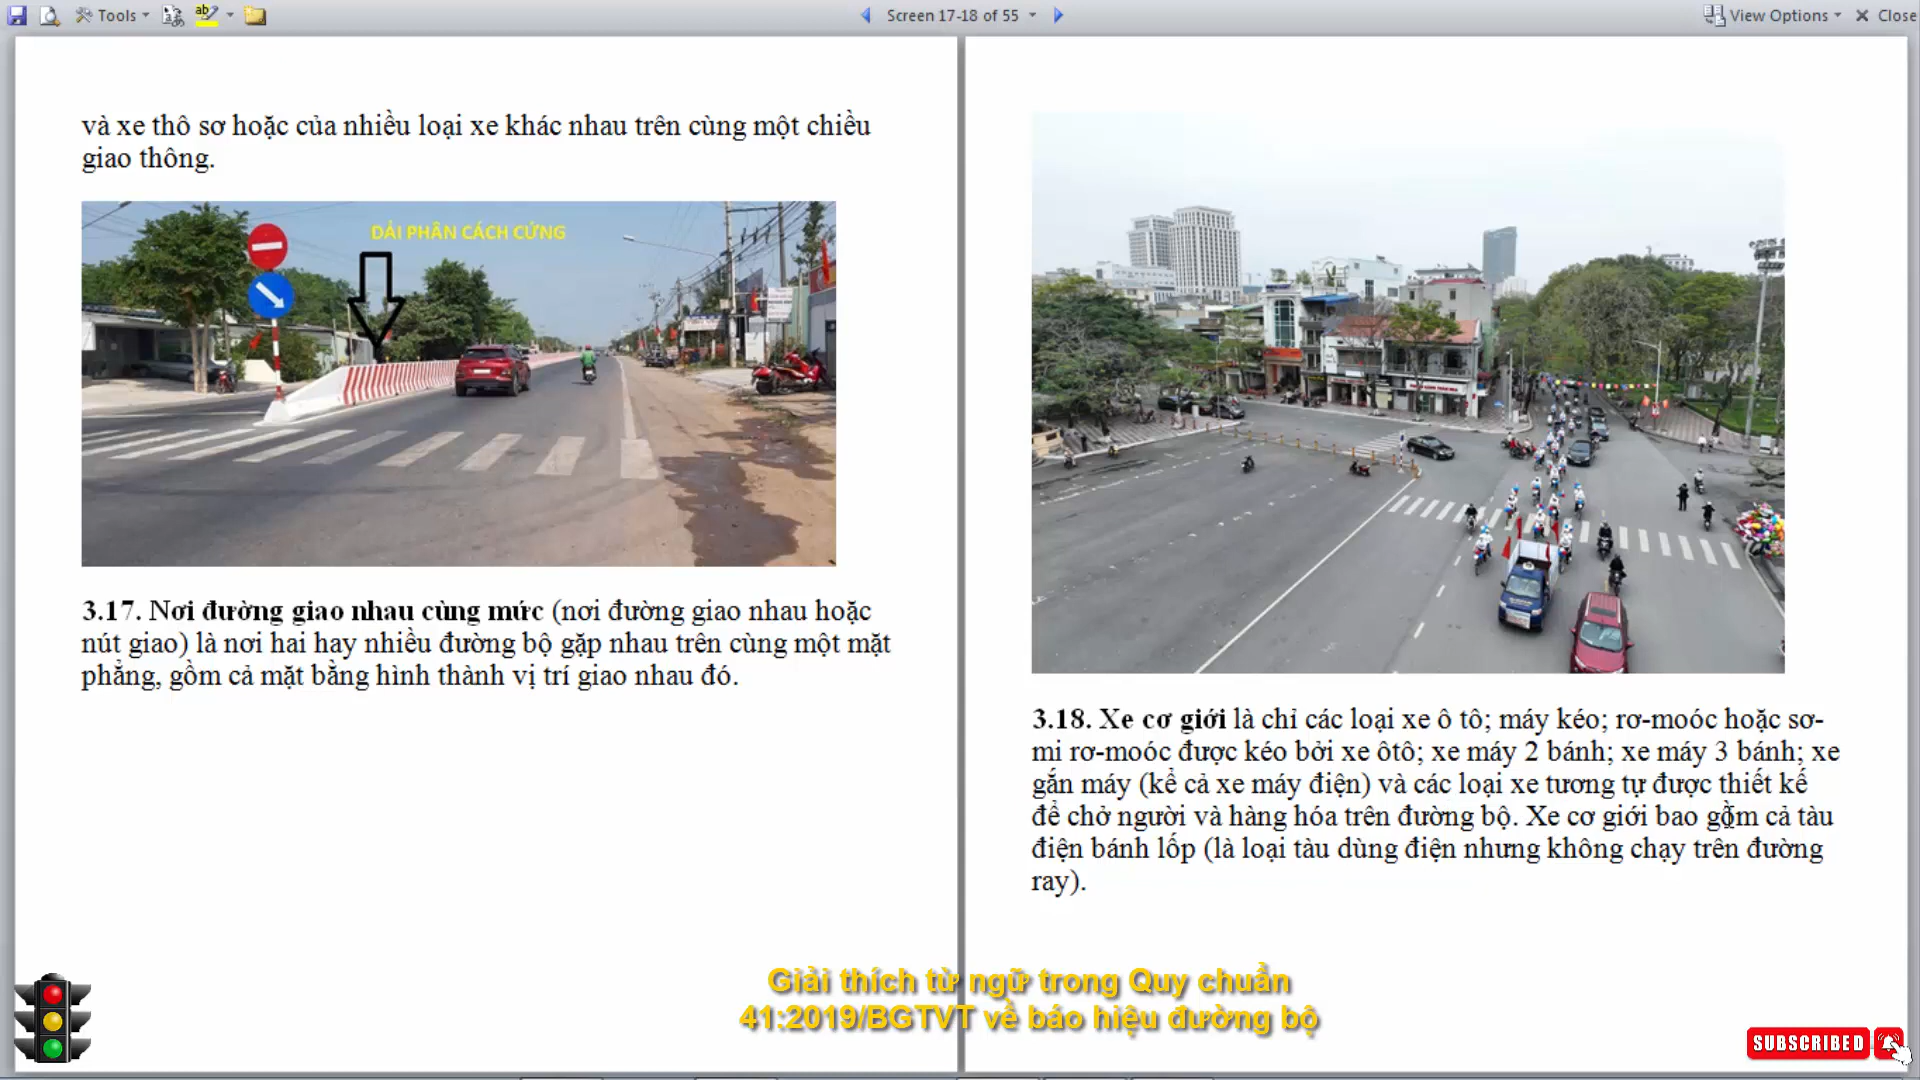 Tools
Screen 17-18 of 55
View Options
Close
và xe thô sơ hoặc của nhiều loại xe khác nhau trên cùng một chiều
giao thông.
DẢI PHÂN CÁCH CỨNG
3.17. Nơi đường giao nhau cùng mức (nơi đường giao nhau hoặc
nút giao) là nơi hai hay nhiều đường bộ gặp nhau trên cùng một mặt
phẳng, gồm cả mặt bằng hình thành vị trí giao nhau đó.
3.18. Xe cơ giới là chỉ các loại xe ô tô; máy kéo; rơ-moóc hoặc sơ-
mi rơ-moóc được kéo bởi xe ôtô; xe máy 2 bánh; xe máy 3 bánh; xe
gắn máy (kể cả xe máy điện) và các loại xe tương tự được thiết kế
để chở người và hàng hóa trên đường bộ. Xe cơ giới bao gồm cả tàu
điện bánh lốp (là loại tàu dùng điện nhưng không chạy trên đường
ray).
Giải thích từ ngữ trong Quy chuẩn
41:2019/BGTVT về báo hiệu đường bộ
SUBSCRIBED